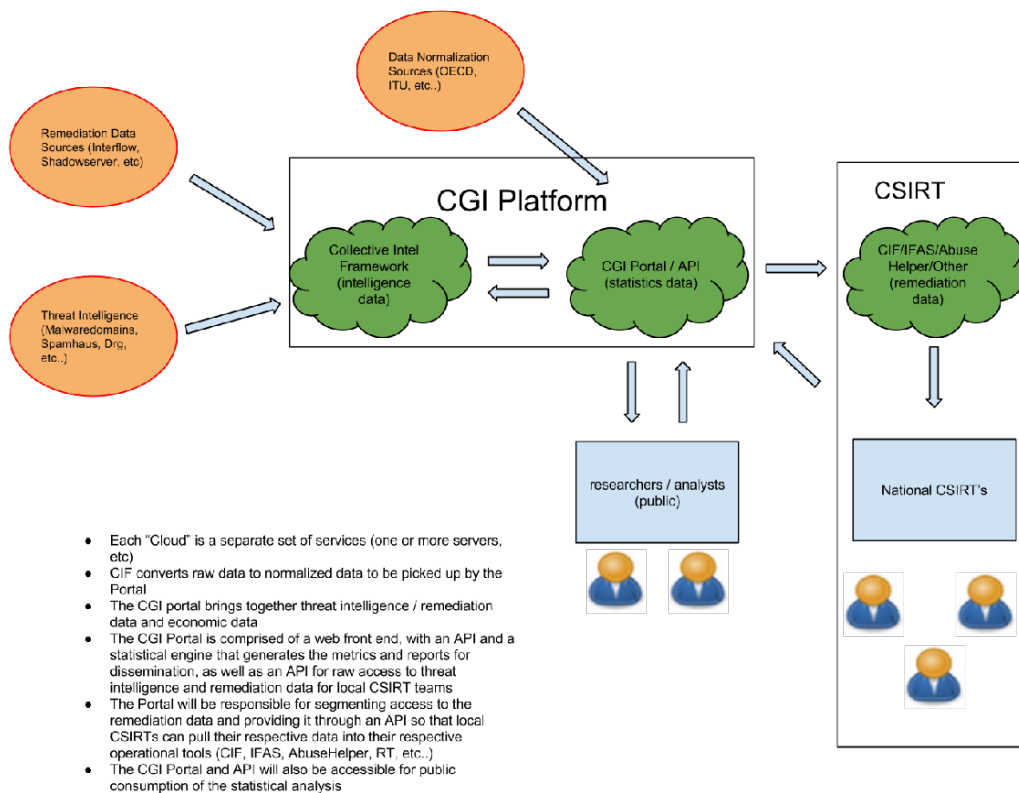 Data Normalization
Sources (OECD,
ITU, etc..)
Remediation Data
Sources (Interflow,
Shadowserver, etc)
CGI Platform
CSIRT
Collective Intel
Framework
(intelligence
data)
CGI Portal / API
(statistics data)
CIF/IFAS/Abuse
Helper/Other
(remediation
data)
Threat Intelligence
(Malwaredomains,
Spamhaus, Drg,
etc..)
researchers / analysts
(public)
National CSIRT's
● Each “Cloud” is a separate set of services (one or more servers,
etc)
● CIF converts raw data to normalized data to be picked up by the
Portal
● The CGI portal brings together threat intelligence / remediation
data and economic data
● The CGI Portal is comprised of a web front end, with an API and a
statistical engine that generates the metrics and reports for
dissemination, as well as an API for raw access to threat
intelligence and remediation data for local CSIRT teams
● The Portal will be responsible for segmenting access to the
remediation data and providing it through an API so that local
CSIRTs can pull their respective data into their respective
operational tools (CIF, IFAS, AbuseHelper, RT, etc..)
● The CGI Portal and API will also be accessible for public
consumption of the statistical analysis